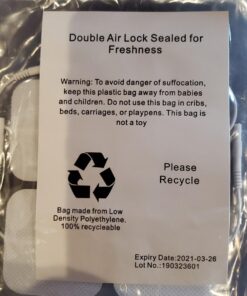 Double Air Lock Sealed for
Freshness
Warning: To avoid danger of suffocation,
keep this plastic bag away from babies
and children. Do not use this bag in cribs,
beds, carriages, or playpens. This bag is
not a toy
Please
Recycle
Bag made from Low
Density Polyethylene.
100% recycleable
Expiry Date:2021-03-26
Lot No.:190323601